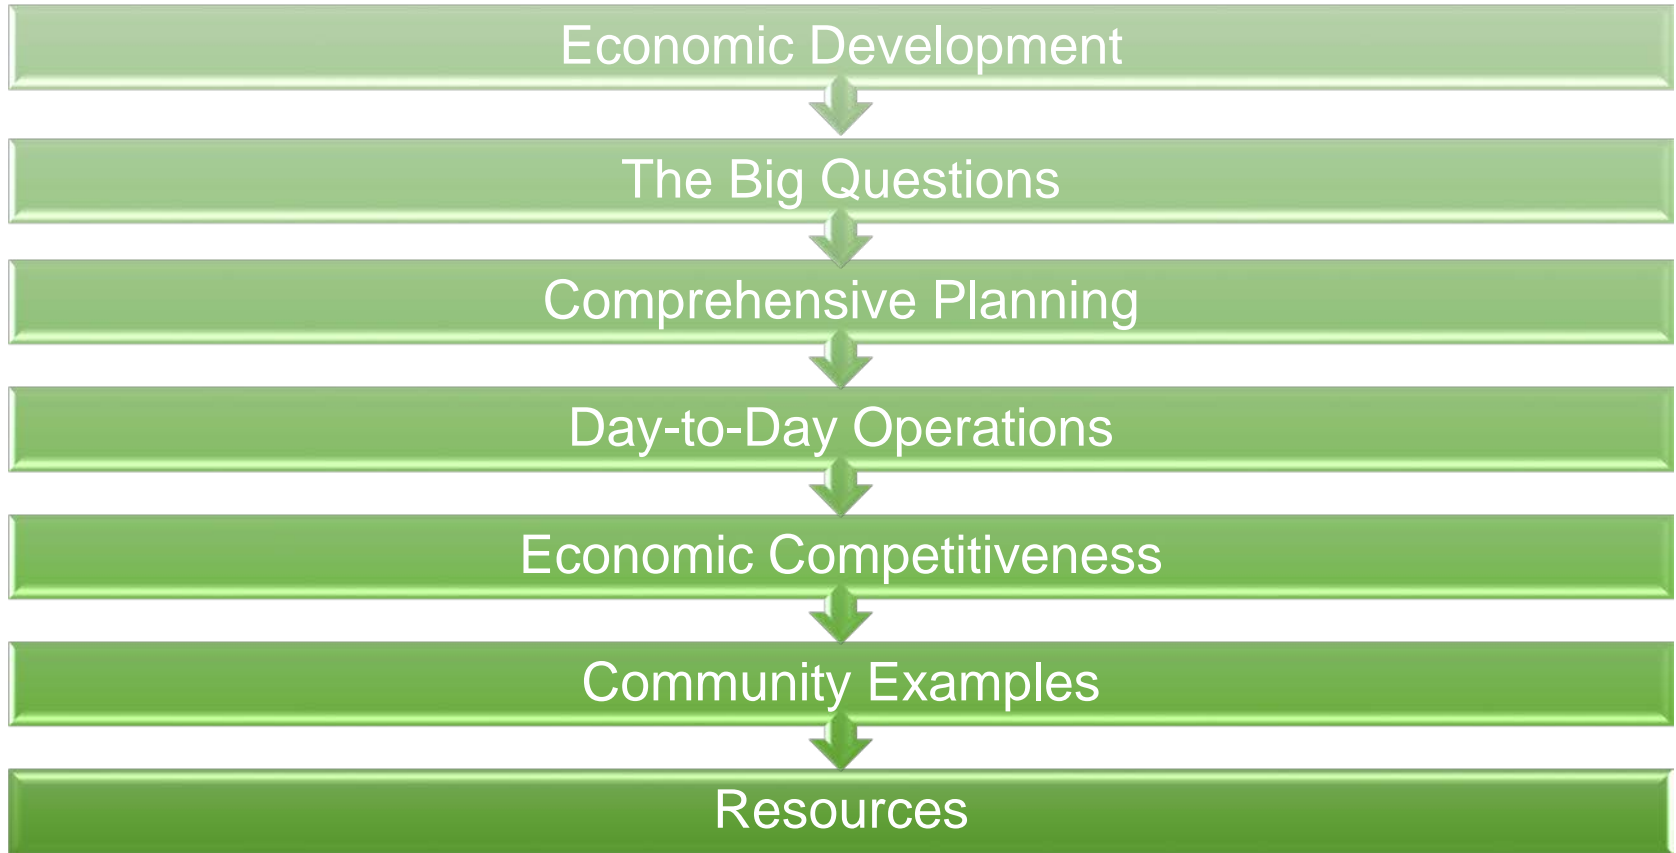 Economic Development
The Big Questions
Comprehensive Planning
Day-to-Day Operations
Economic Competitiveness
Community Examples
Resources